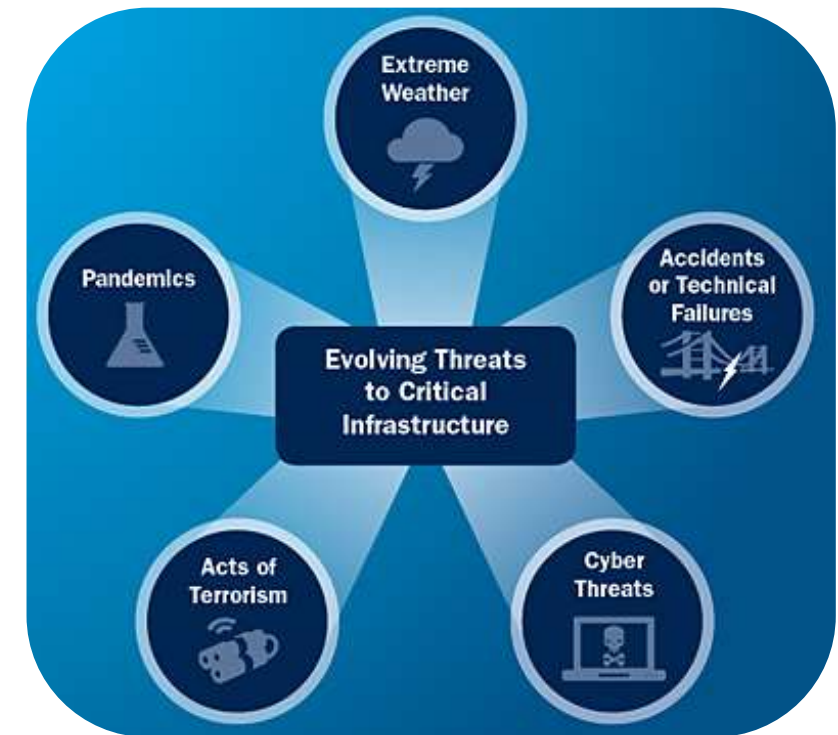 Extreme
Weather
Pandemics
Accidents
or Technical
Failures
Evolving Threats
to Critical
Infrastructure
Acts of
Terrorism
Cyber
Threats